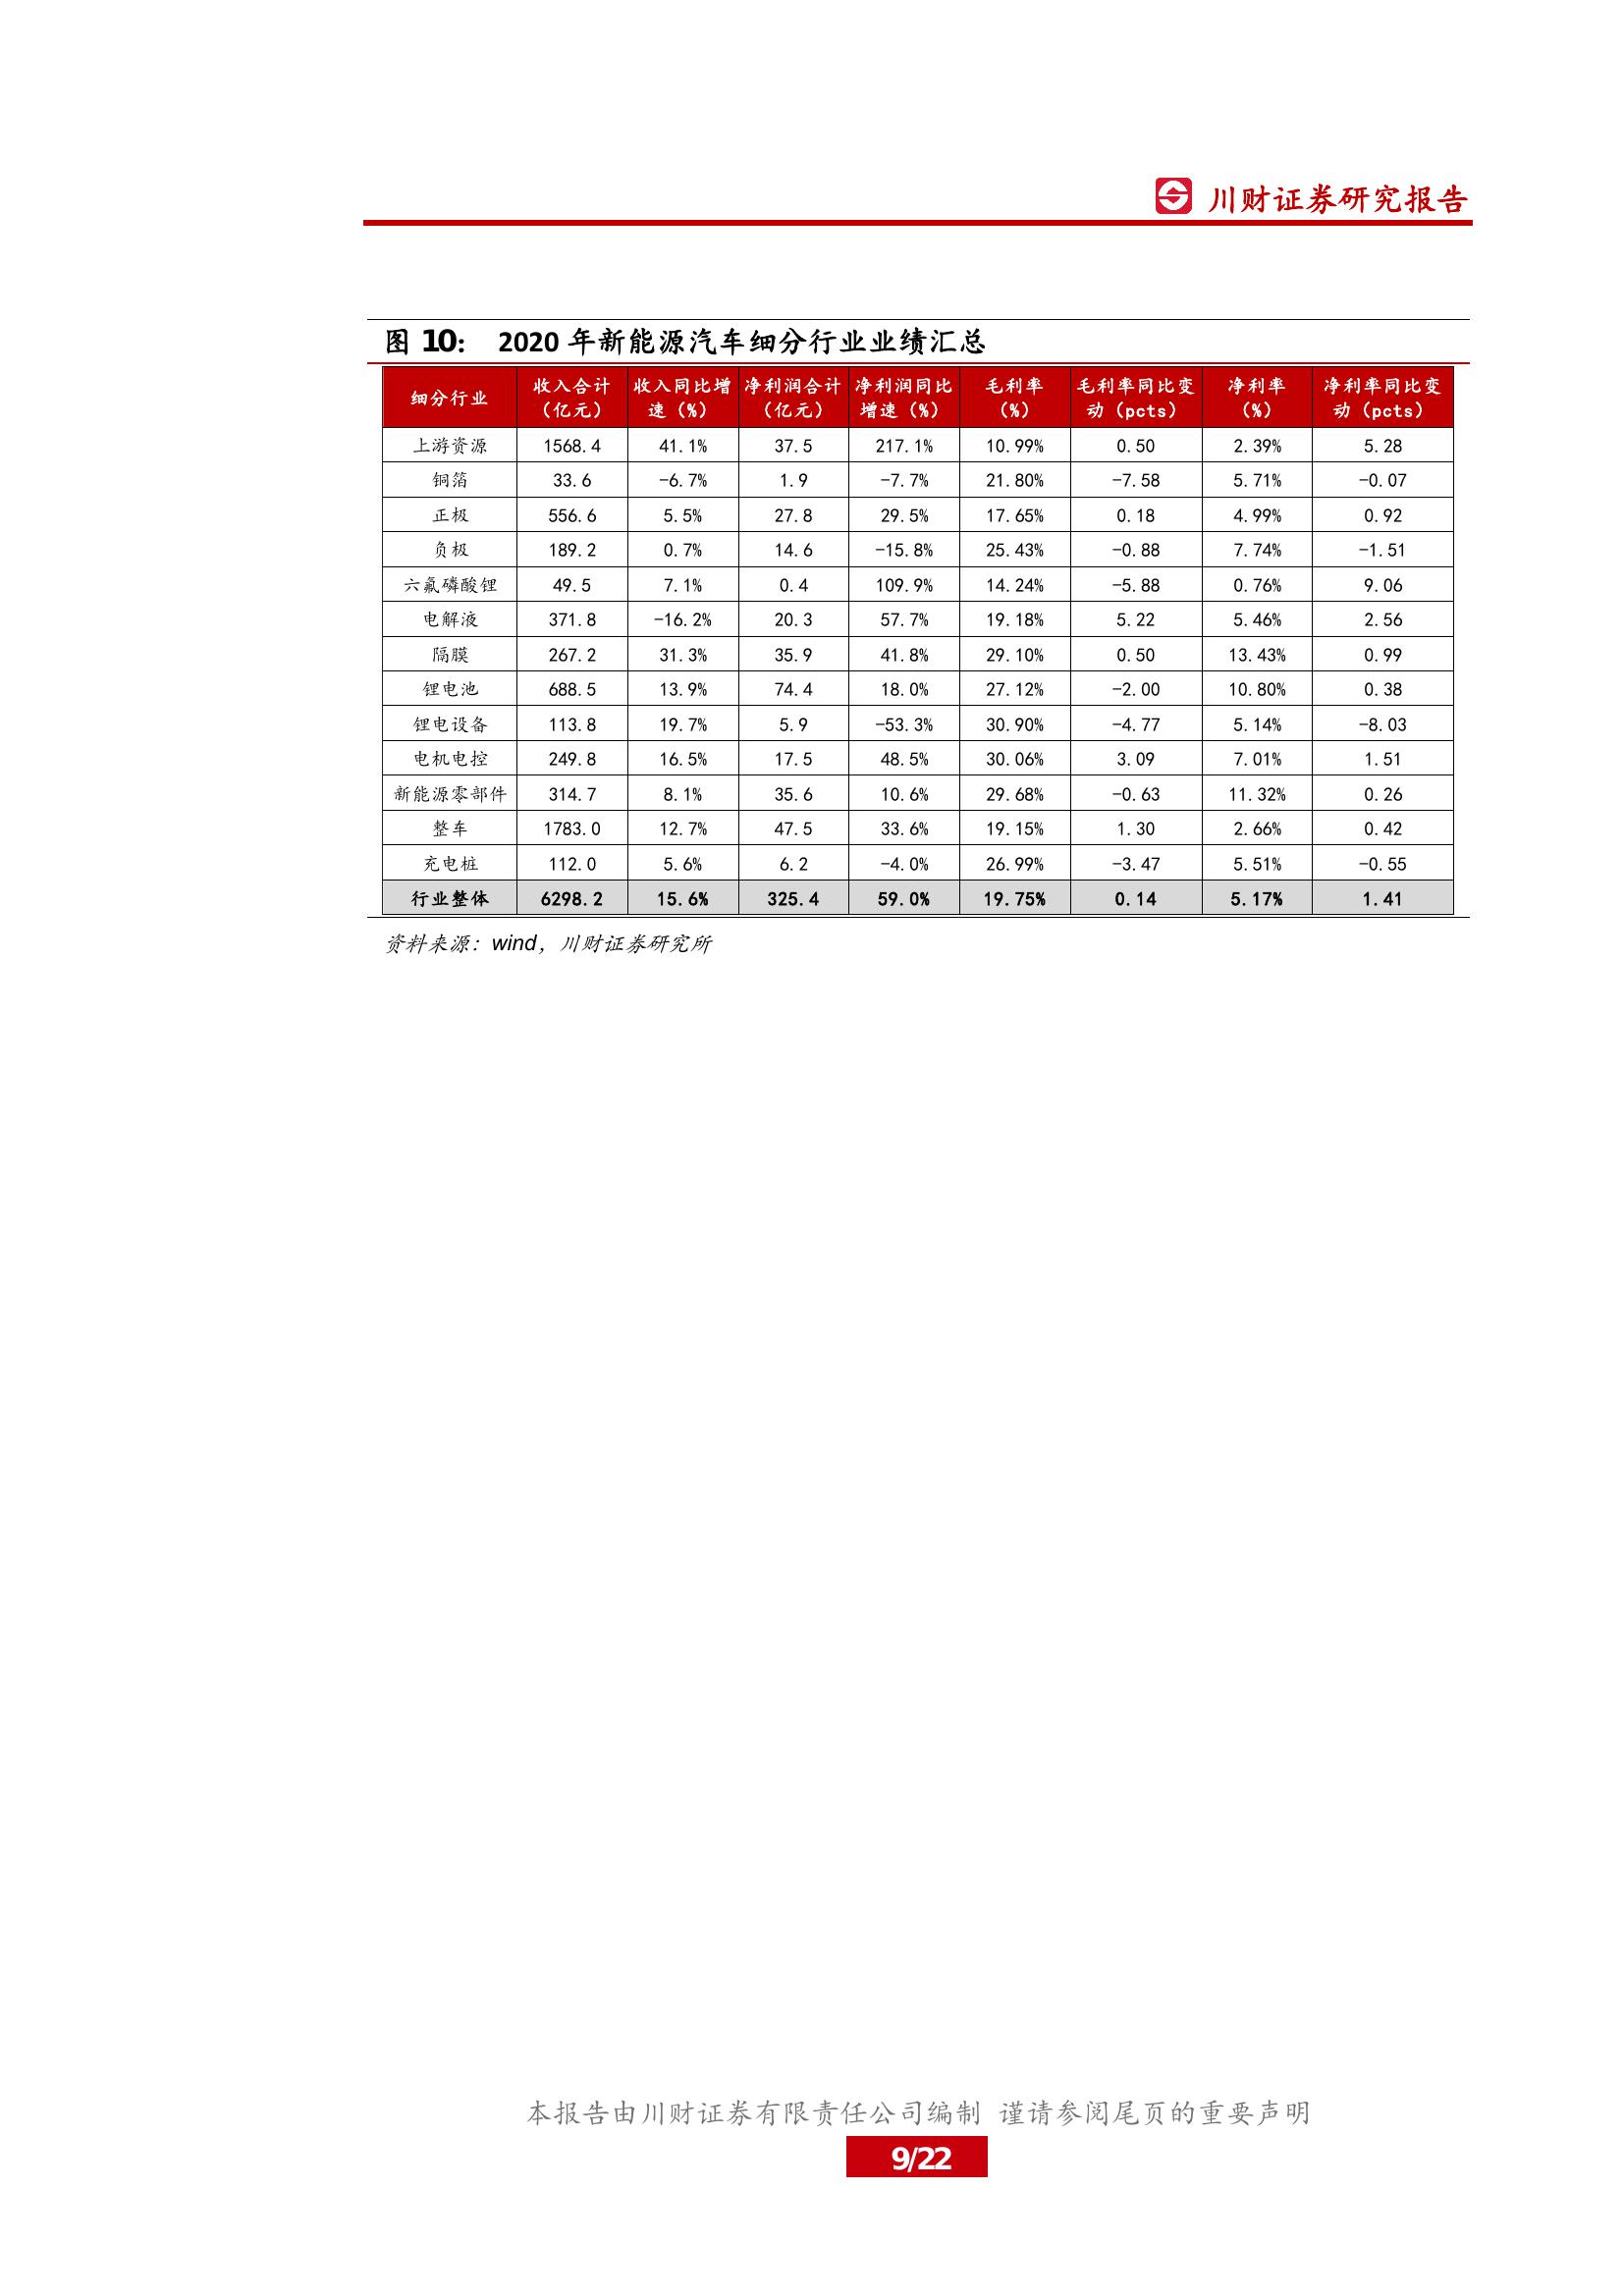 川财证券研究报告
图 10: 2020 年新能源汽车细分行业业绩汇总
细分行业 收入合计（亿元） 收入同比增速（%） 净利润合计（亿元） 净利润同比增速（%） 毛利率（%） 毛利率同比变动（pcts） 净利率（%） 净利率同比变动（pcts）
上游资源 1568.4 41.1% 37.5 217.1% 10.99% 0.50 2.39% 5.28
铜箔 33.6 -6.7% 1.9 -7.7% 21.80% -7.58 5.71% -0.07
正极 556.6 5.5% 27.8 29.5% 17.65% 0.18 4.99% 0.92
负极 189.2 0.7% 14.6 -15.8% 25.43% -0.88 7.74% -1.51
六氟磷酸锂 49.5 7.1% 0.4 109.9% 14.24% -5.88 0.76% 9.06
电解液 371.8 -16.2% 20.3 57.7% 19.18% 5.22 5.46% 2.56
隔膜 267.2 31.3% 35.9 41.8% 29.10% 0.50 13.43% 0.99
锂电池 688.5 13.9% 74.4 18.0% 27.12% -2.00 10.80% 0.38
锂电设备 113.8 19.7% 5.9 -53.3% 30.90% -4.77 5.14% -8.03
电机电控 249.8 16.5% 17.5 48.5% 30.06% 3.09 7.01% 1.51
新能源零部件 314.7 8.1% 35.6 10.6% 29.68% -0.63 11.32% 0.26
整车 1783.0 12.7% 47.5 33.6% 19.15% 1.30 2.66% 0.42
充电桩 112.0 5.6% 6.2 -4.0% 26.99% -3.47 5.51% -0.55
行业整体 6298.2 15.6% 325.4 59.0% 19.75% 0.14 5.17% 1.41
资料来源：wind，川财证券研究所
本报告由川财证券有限责任公司编制 谨请参阅尾页的重要声明
9/22